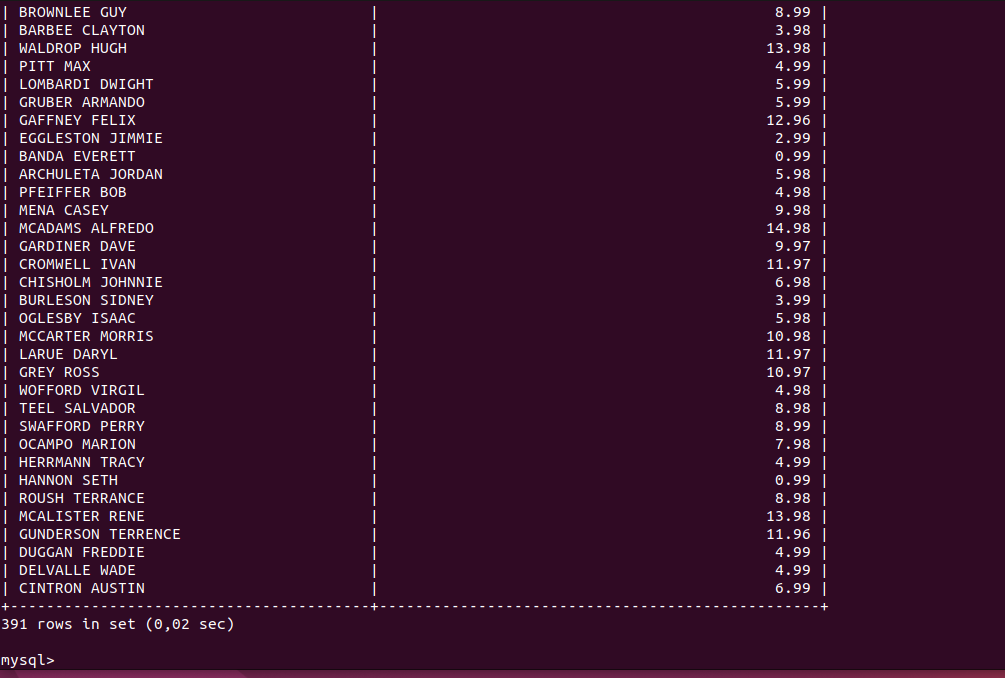 | BROWNLEE GUY                           |                                              8.99 |
| BARBEE CLAYTON                         |                                              3.98 |
| WALDROP HUGH                           |                                             13.98 |
| PITT MAX                               |                                              4.99 |
| LOMBARDI DWIGHT                        |                                              5.99 |
| GRUBER ARMANDO                         |                                              5.99 |
| GAFFNEY FELIX                          |                                             12.96 |
| EGGLESTON JIMMIE                       |                                              2.99 |
| BANDA EVERETT                          |                                              0.99 |
| ARCHULETA JORDAN                       |                                              5.98 |
| PFEIFFER BOB                           |                                              4.98 |
| MENA CASEY                             |                                              9.98 |
| MCADAMS ALFREDO                        |                                             14.98 |
| GARDINER DAVE                          |                                              9.97 |
| CROMWELL IVAN                          |                                             11.97 |
| CHISHOLM JOHNNIE                       |                                              6.98 |
| BURLESON SIDNEY                        |                                              3.99 |
| OGLESBY ISAAC                          |                                              5.98 |
| MCCARTER MORRIS                        |                                             10.98 |
| LARUE DARYL                            |                                             11.97 |
| GREY ROSS                              |                                             10.97 |
| WOFFORD VIRGIL                         |                                              4.98 |
| TEEL SALVADOR                          |                                              8.98 |
| SWAFFORD PERRY                         |                                              8.99 |
| OCAMPO MARION                          |                                              7.98 |
| HERRMANN TRACY                         |                                              4.99 |
| HANNON SETH                            |                                              0.99 |
| ROUSH TERRANCE                         |                                              8.98 |
| MCALISTER RENE                         |                                             13.98 |
| GUNDERSON TERRENCE                     |                                             11.96 |
| DUGGAN FREDDIE                         |                                              4.99 |
| DELVALLE WADE                          |                                              4.99 |
| CINTRON AUSTIN                         |                                              6.99 |
+----------------------------------------+-------------------------------------------------+
391 rows in set (0,02 sec)
mysql>